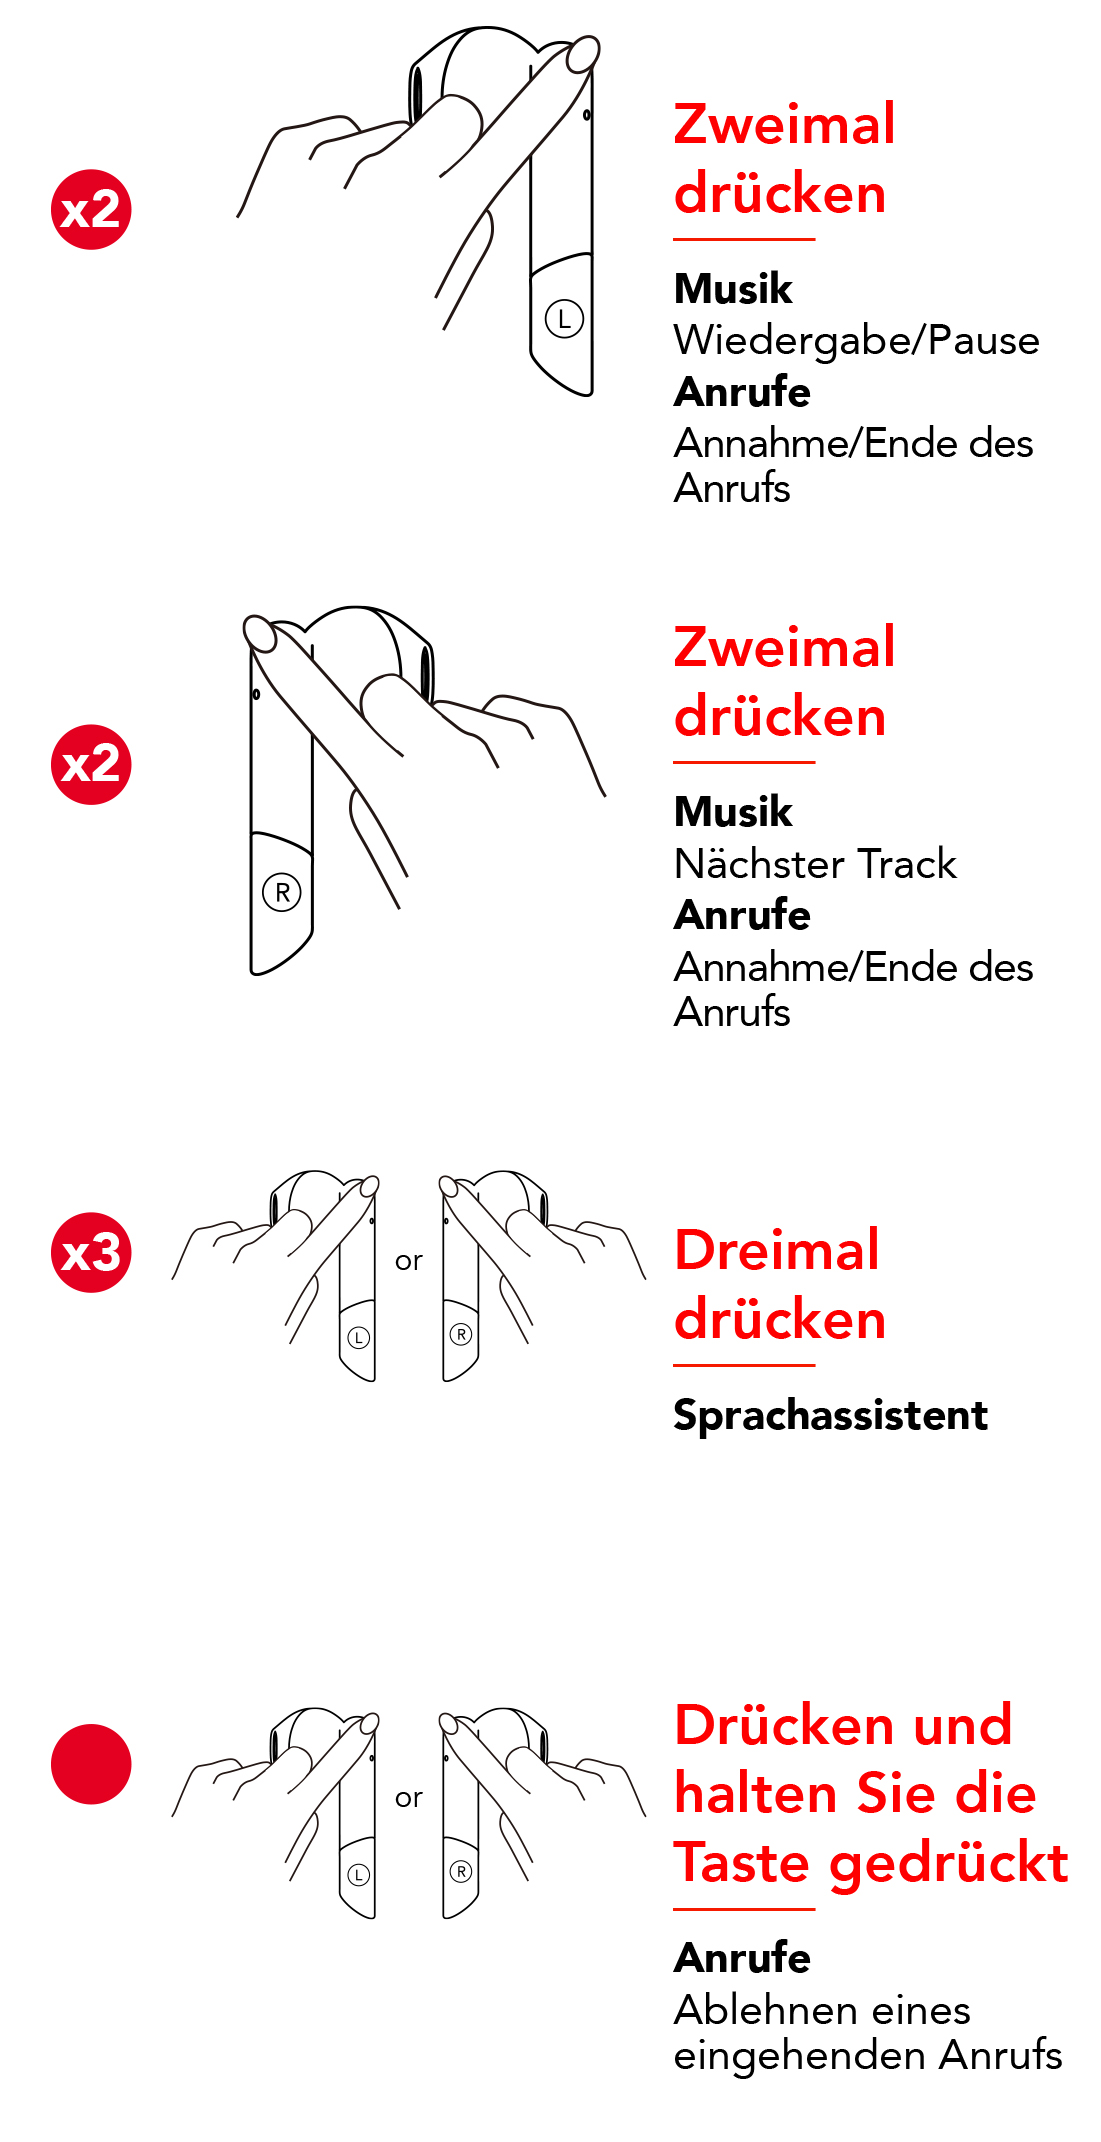 x2
L
Zweimal
drücken
Musik
Wiedergabe/Pause
Anrufe
Annahme/Ende des
Anrufs
x2
R
Zweimal
drücken
Musik
Nächster Track
Anrufe
Annahme/Ende des
Anrufs
x3
L
or
R
Dreimal
drücken
Sprachassistent
L
or
R
Drücken und
halten Sie die
Taste gedrückt
Anrufe
Ablehnen eines
eingehenden Anrufs